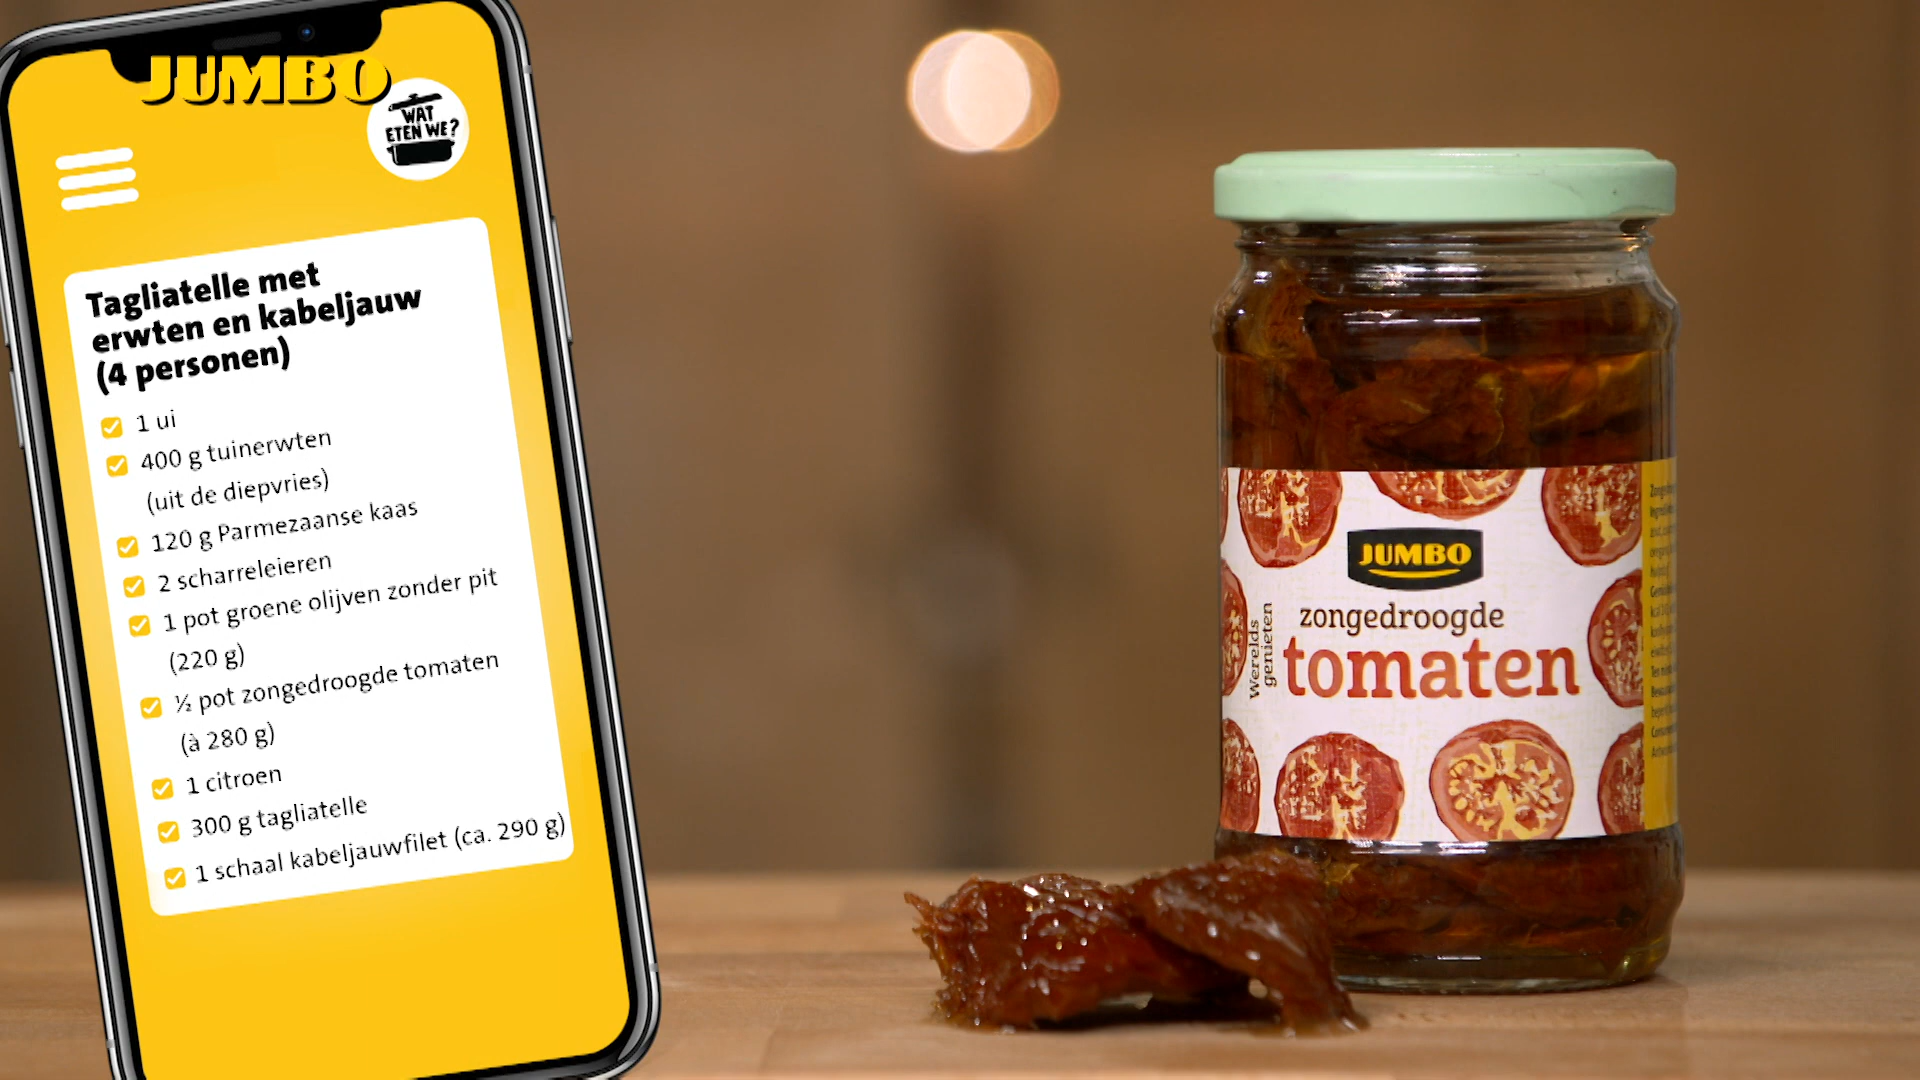 JUMBO
WAT
ETEN WE?
Tagliatelle met
erwten en kabeljauw
(4 personen)
1 ui
400 g tuinerwten
(uit de diepvries)
120 g Parmezaanse kaas
2 scharreleieren
1 pot groene olijven zonder pit
(220 g)
½ pot zongedroogde tomaten
(à 280 g)
1 citroen
300 g tagliatelle
1 schaal kabeljauwfilet (ca. 290 g)
JUMBO
Werelds
genieten
zongedroogde
tomaten